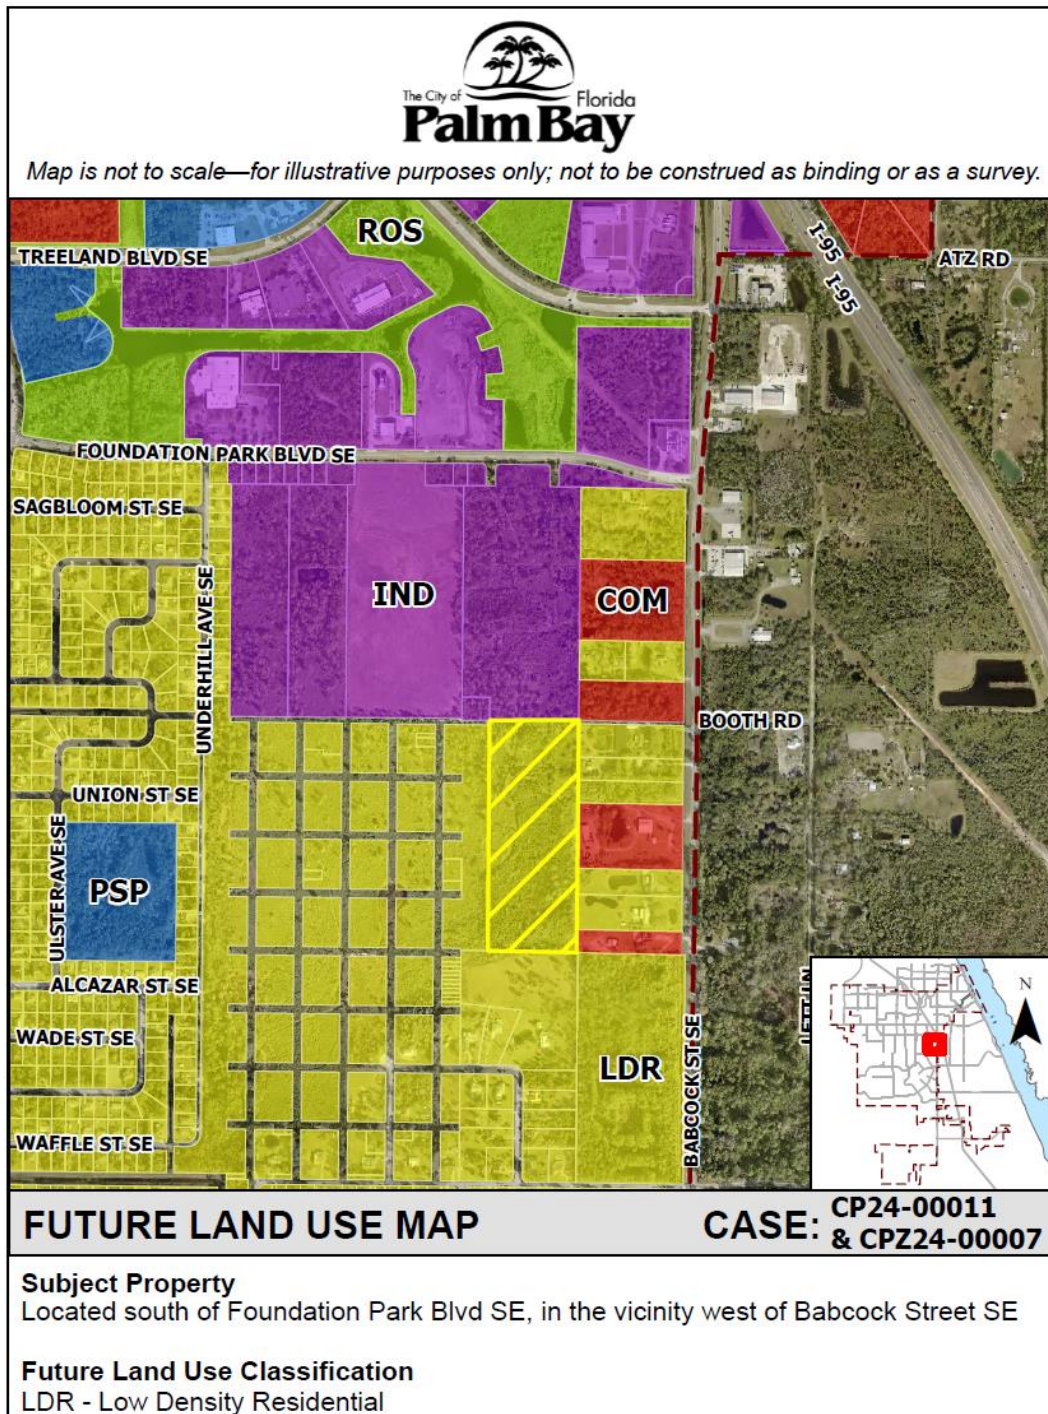 The City of Florida
Palm Bay
Map is not to scale—for illustrative purposes only; not to be construed as binding or as a survey.
ROS
TREELAND BLVD SE
I-95
ATZ RD
I-95
FOUNDATION PARK BLVD SE
SAGBLOOM ST SE
IND
COM
UNDERHILL AVE SE
BOOTH RD
UNION ST SE
ULSTER AVE SE
PSP
ALCAZAR ST SE
N
WADE ST SE
LDR
BABCOCK ST SE
WAFFLE ST SE
FUTURE LAND USE MAP
CASE: CP24-00011
& CPZ24-00007
Subject Property
Located south of Foundation Park Blvd SE, in the vicinity west of Babcock Street SE
Future Land Use Classification
LDR - Low Density Residential